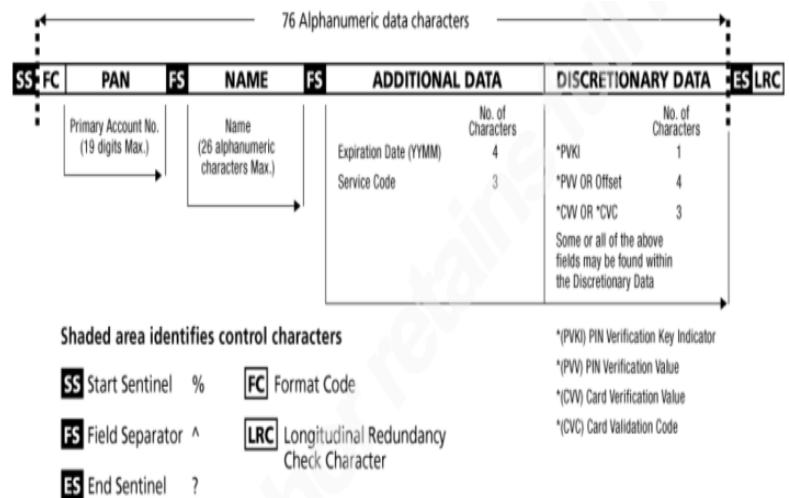 76 Alphanumeric data characters
SS FC PAN FS NAME FS ADDITIONAL DATA DISCRETIONARY DATA ES LRC
Primary Account No.
(19 digits Max.)
Name
(26 alphanumeric
characters Max.)
No. of
Characters
Expiration Date (YYMM) 4
Service Code 3
No. of
Characters
*PVKI 1
*PVV OR Offset 4
*CVV OR *CVC 3
Some or all of the above
fields may be found within
the Discretionary Data
Shaded area identifies control characters
SS Start Sentinel %
FC Format Code
FS Field Separator ^
LRC Longitudinal Redundancy
Check Character
ES End Sentinel ?
*(PVKI) PIN Verification Key Indicator
*(PVV) PIN Verification Value
*(CVV) Card Verification Value
*(CVC) Card Validation Code